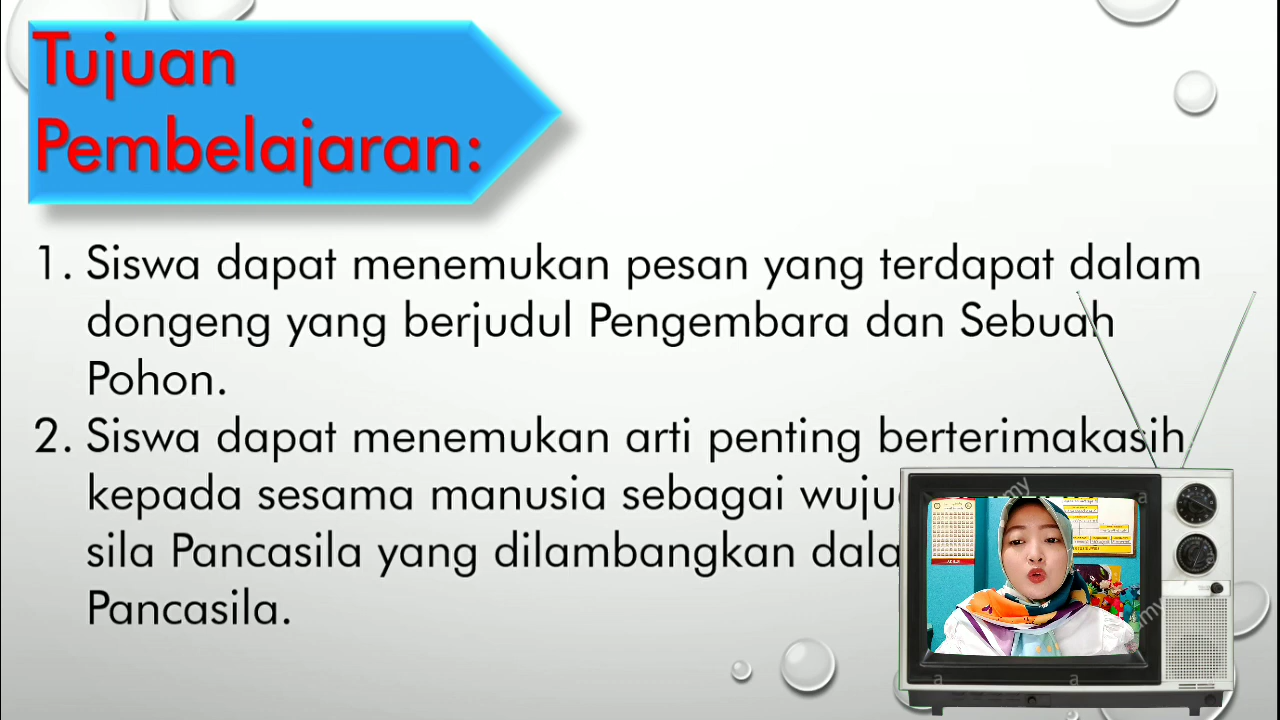 Tujuan
Pembelajaran:
1. Siswa dapat menemukan pesan yang terdapat dalam
dongeng yang berjudul Pengembara dan Sebuah
Pohon.
2. Siswa dapat menemukan arti penting berterimakasih
kepada sesama manusia sebagai
sila Pancasila yang dilambangkan
Pancasila.